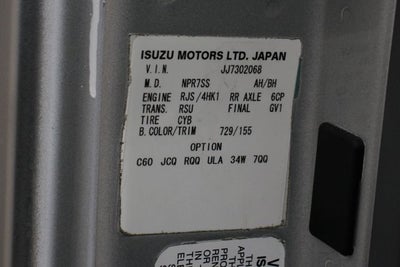 ISUZU MOTORS LTD. JAPAN
V.I.N. JJ7302068
M.D. NPR7SS AH/BH
ENGINE RJS/4HK1 RR AXLE 6CP
TRANS. RSU FINAL GV1
TIRE CYB
B.COLOR/TRIM 729/155
OPTION
C60 JCQ RQQ ULA 34W 7QQ